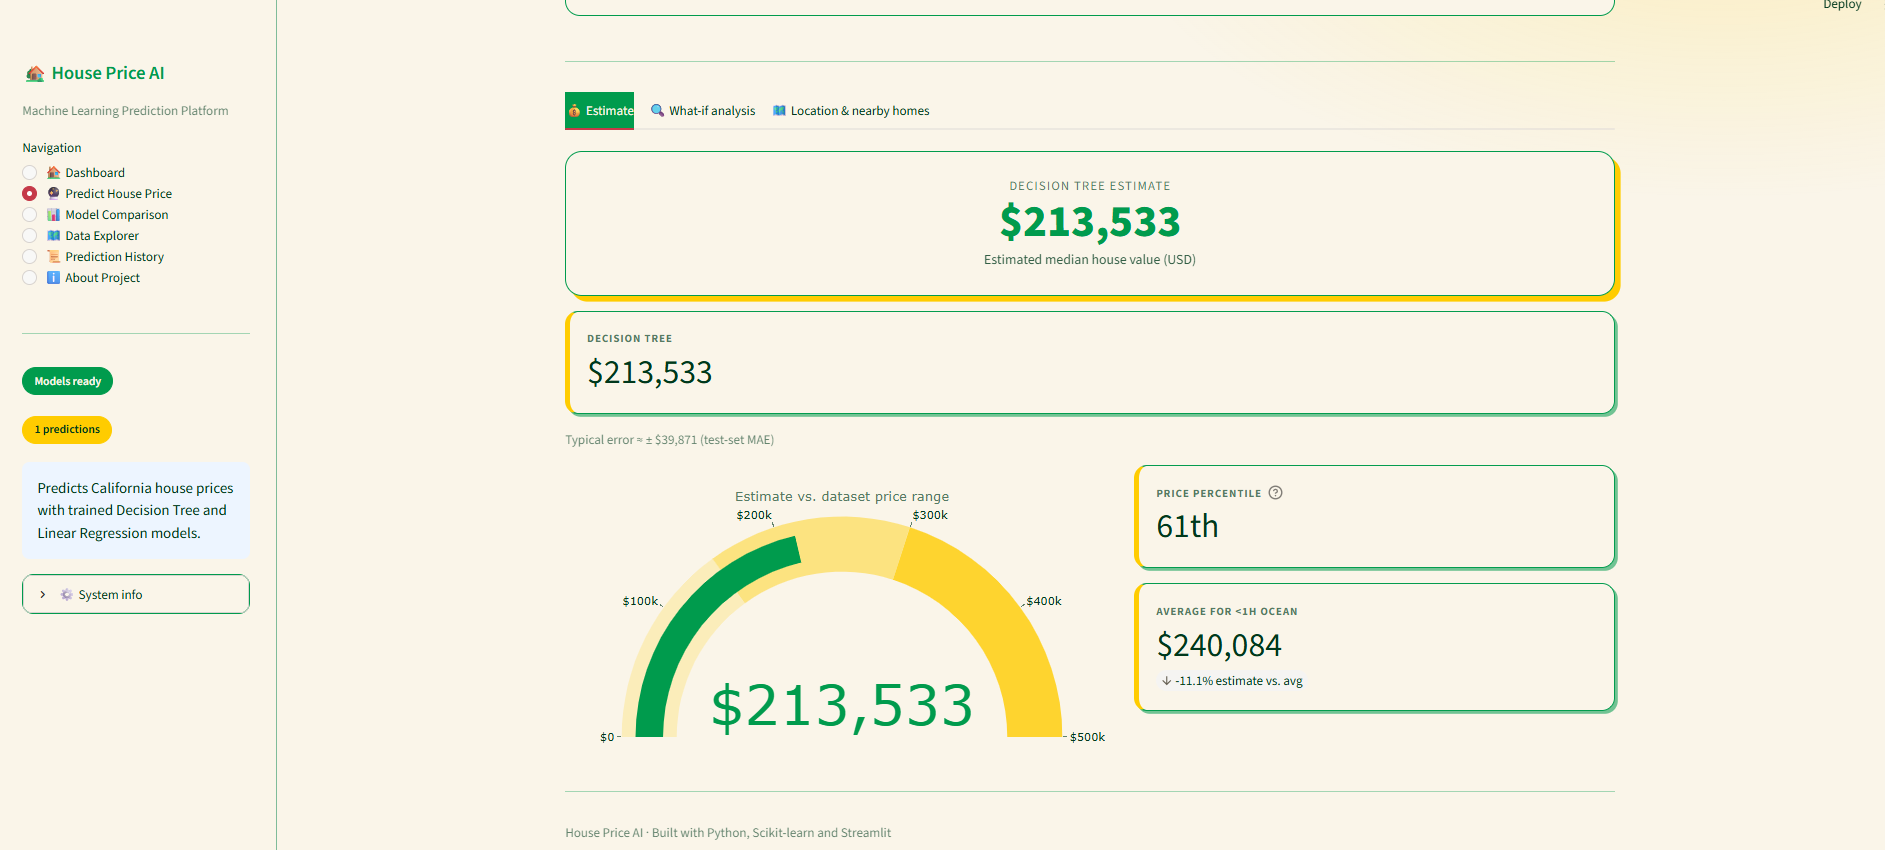 Deploy
House Price AI
Machine Learning Prediction Platform
Navigation
Dashboard
Predict House Price
Model Comparison
Data Explorer
Prediction History
About Project
Models ready
1 predictions
Predicts California house prices
with trained Decision Tree and
Linear Regression models.
System info
Estimate
What-if analysis
Location & nearby homes
DECISION TREE ESTIMATE
$213,533
Estimated median house value (USD)
DECISION TREE
$213,533
Typical error ≈ ± $39,871 (test-set MAE)
Estimate vs. dataset price range
$0
$100k
$200k
$300k
$400k
$500k
$213,533
PRICE PERCENTILE
61th
AVERAGE FOR <1H OCEAN
$240,084
↓ -11.1% estimate vs. avg
House Price AI · Built with Python, Scikit-learn and Streamlit